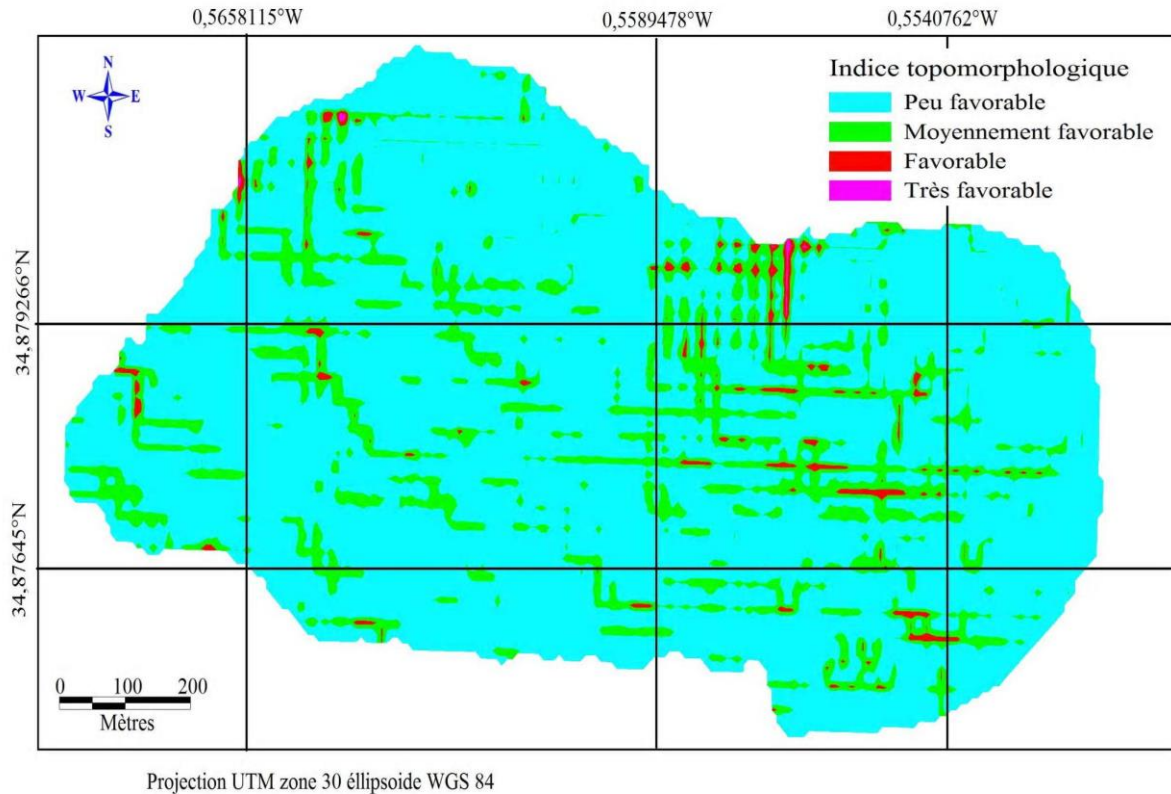 0,5658115°W 0,5589478°W 0,5540762°W
N
W E
S
Indice topomorphologique
Peu favorable
Moyennement favorable
Favorable
Très favorable
34,879266°N
34,87645°N
0 100 200
Mètres
Projection UTM zone 30 éllipsoide WGS 84